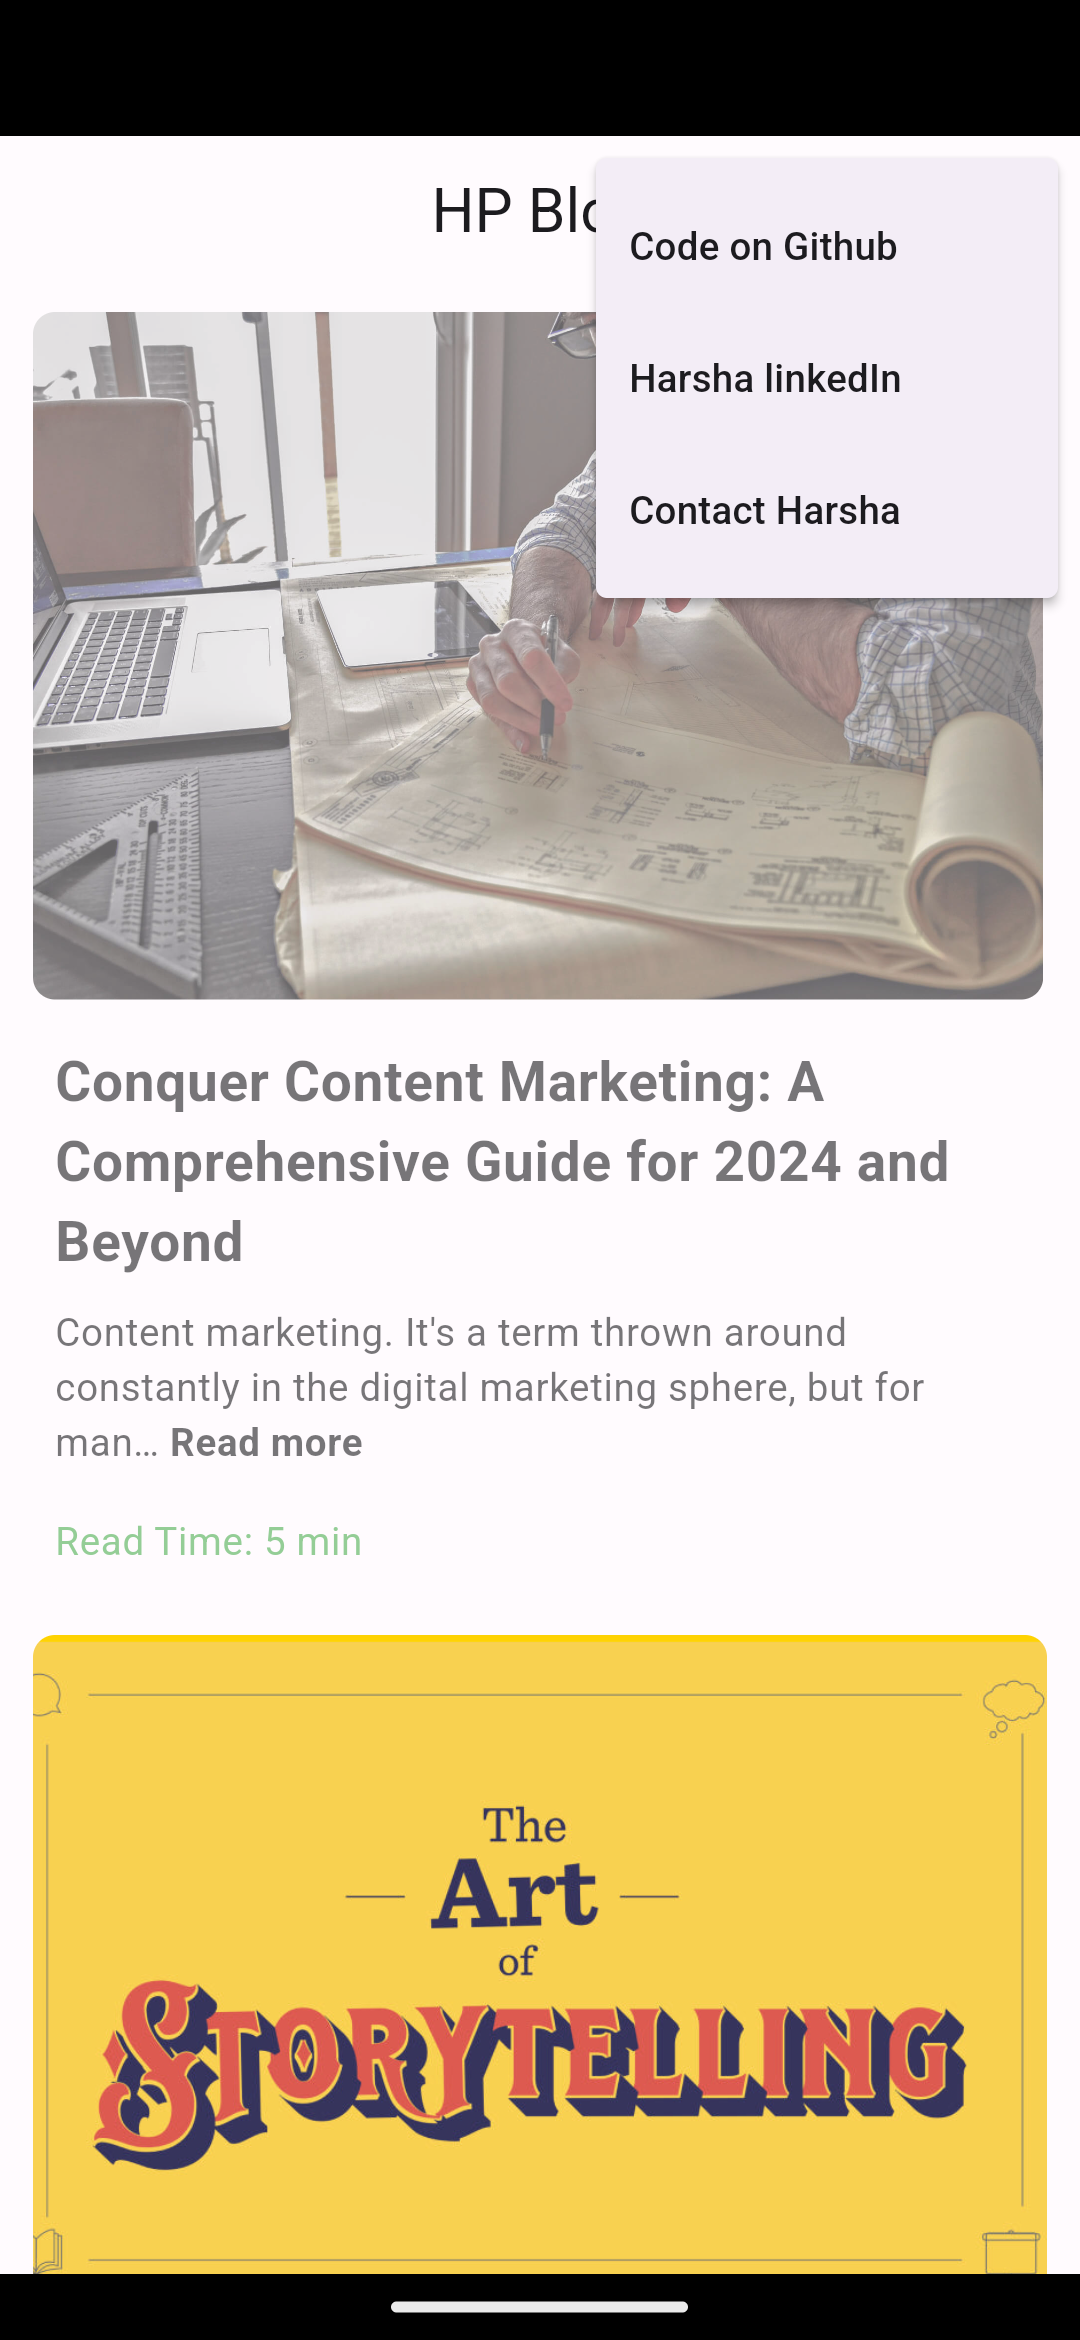 HP Blo
Code on Github
Harsha linkedIn
Contact Harsha
Conquer Content Marketing: A
Comprehensive Guide for 2024 and
Beyond
Content marketing. It's a term thrown around
constantly in the digital marketing sphere, but for
man… Read more
Read Time: 5 min
The
Art
of
STORYTELLING